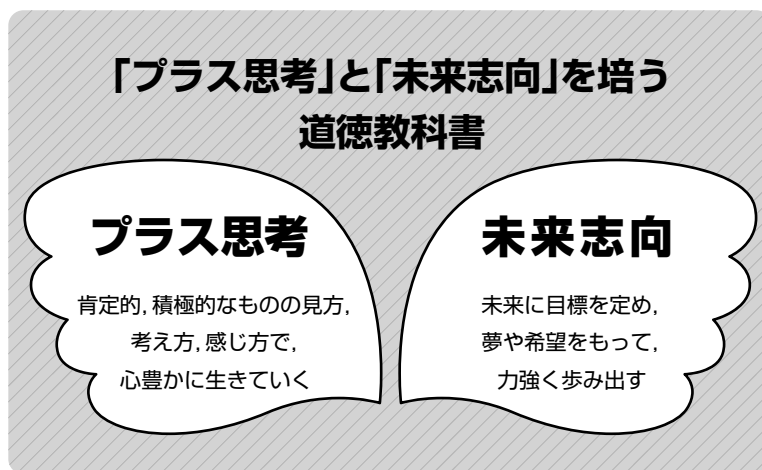 「プラス思考」と「未来志向」を培う
道徳教科書
プラス思考
肯定的，積極的なものの見方，
考え方，感じ方で，
心豊かに生きていく
未来志向
未来に目標を定め，
夢や希望をもって，
力強く歩み出す